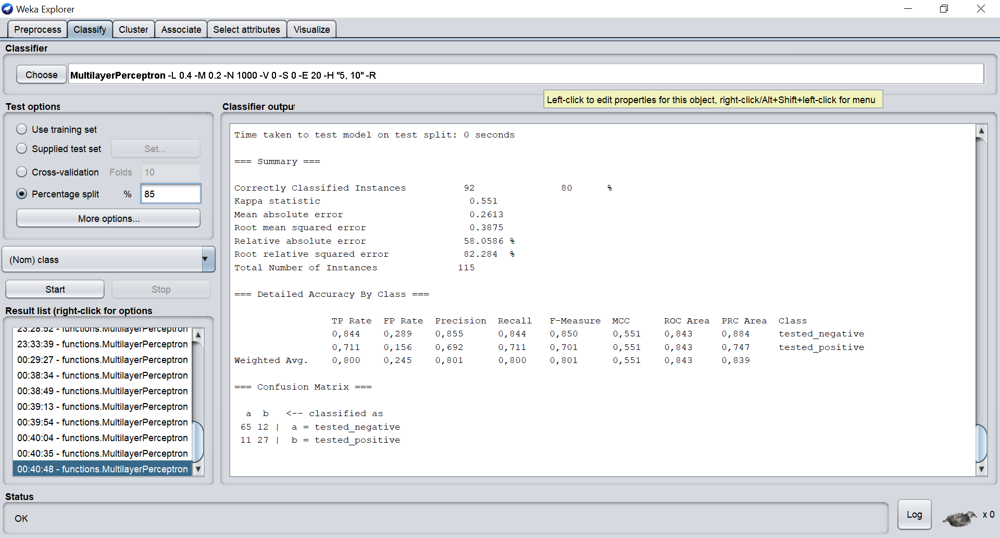 Weka Explorer
Preprocess Classify Cluster Associate Select attributes Visualize
Classifier
Choose MultilayerPerceptron -L 0.4 -M 0.2 -N 1000 -V 0 -S 0 -E 20 -H "5, 10" -R
Left-click to edit properties for this object, right-click/Alt+Shift+left-click for menu
Test options
Use training set
Supplied test set Set...
Cross-validation Folds 10
Percentage split % 85
More options...
(Nom) class
Start Stop
Result list (right-click for options
23:28:52 - functions.MultilayerPerceptron
23:33:39 - functions.MultilayerPerceptron
00:29:27 - functions.MultilayerPerceptron
00:38:34 - functions.MultilayerPerceptron
00:38:49 - functions.MultilayerPerceptron
00:39:13 - functions.MultilayerPerceptron
00:39:54 - functions.MultilayerPerceptron
00:40:04 - functions.MultilayerPerceptron
00:40:35 - functions.MultilayerPerceptron
00:40:48 - functions.MultilayerPerceptron
Classifier output
Time taken to test model on test split: 0 seconds
=== Summary ===
Correctly Classified Instances 92 80 %
Kappa statistic 0.551
Mean absolute error 0.2613
Root mean squared error 0.3875
Relative absolute error 58.0586 %
Root relative squared error 82.284 %
Total Number of Instances 115
=== Detailed Accuracy By Class ===
TP Rate FP Rate Precision Recall F-Measure MCC ROC Area PRC Area Class
0,844 0,289 0,855 0,844 0,850 0,551 0,843 0,884 tested_negative
0,711 0,156 0,692 0,711 0,701 0,551 0,843 0,747 tested_positive
Weighted Avg. 0,800 0,245 0,801 0,800 0,801 0,551 0,843 0,839
=== Confusion Matrix ===
a b <-- classified as
65 12 | a = tested_negative
11 27 | b = tested_positive
Status
OK
Log
x 0